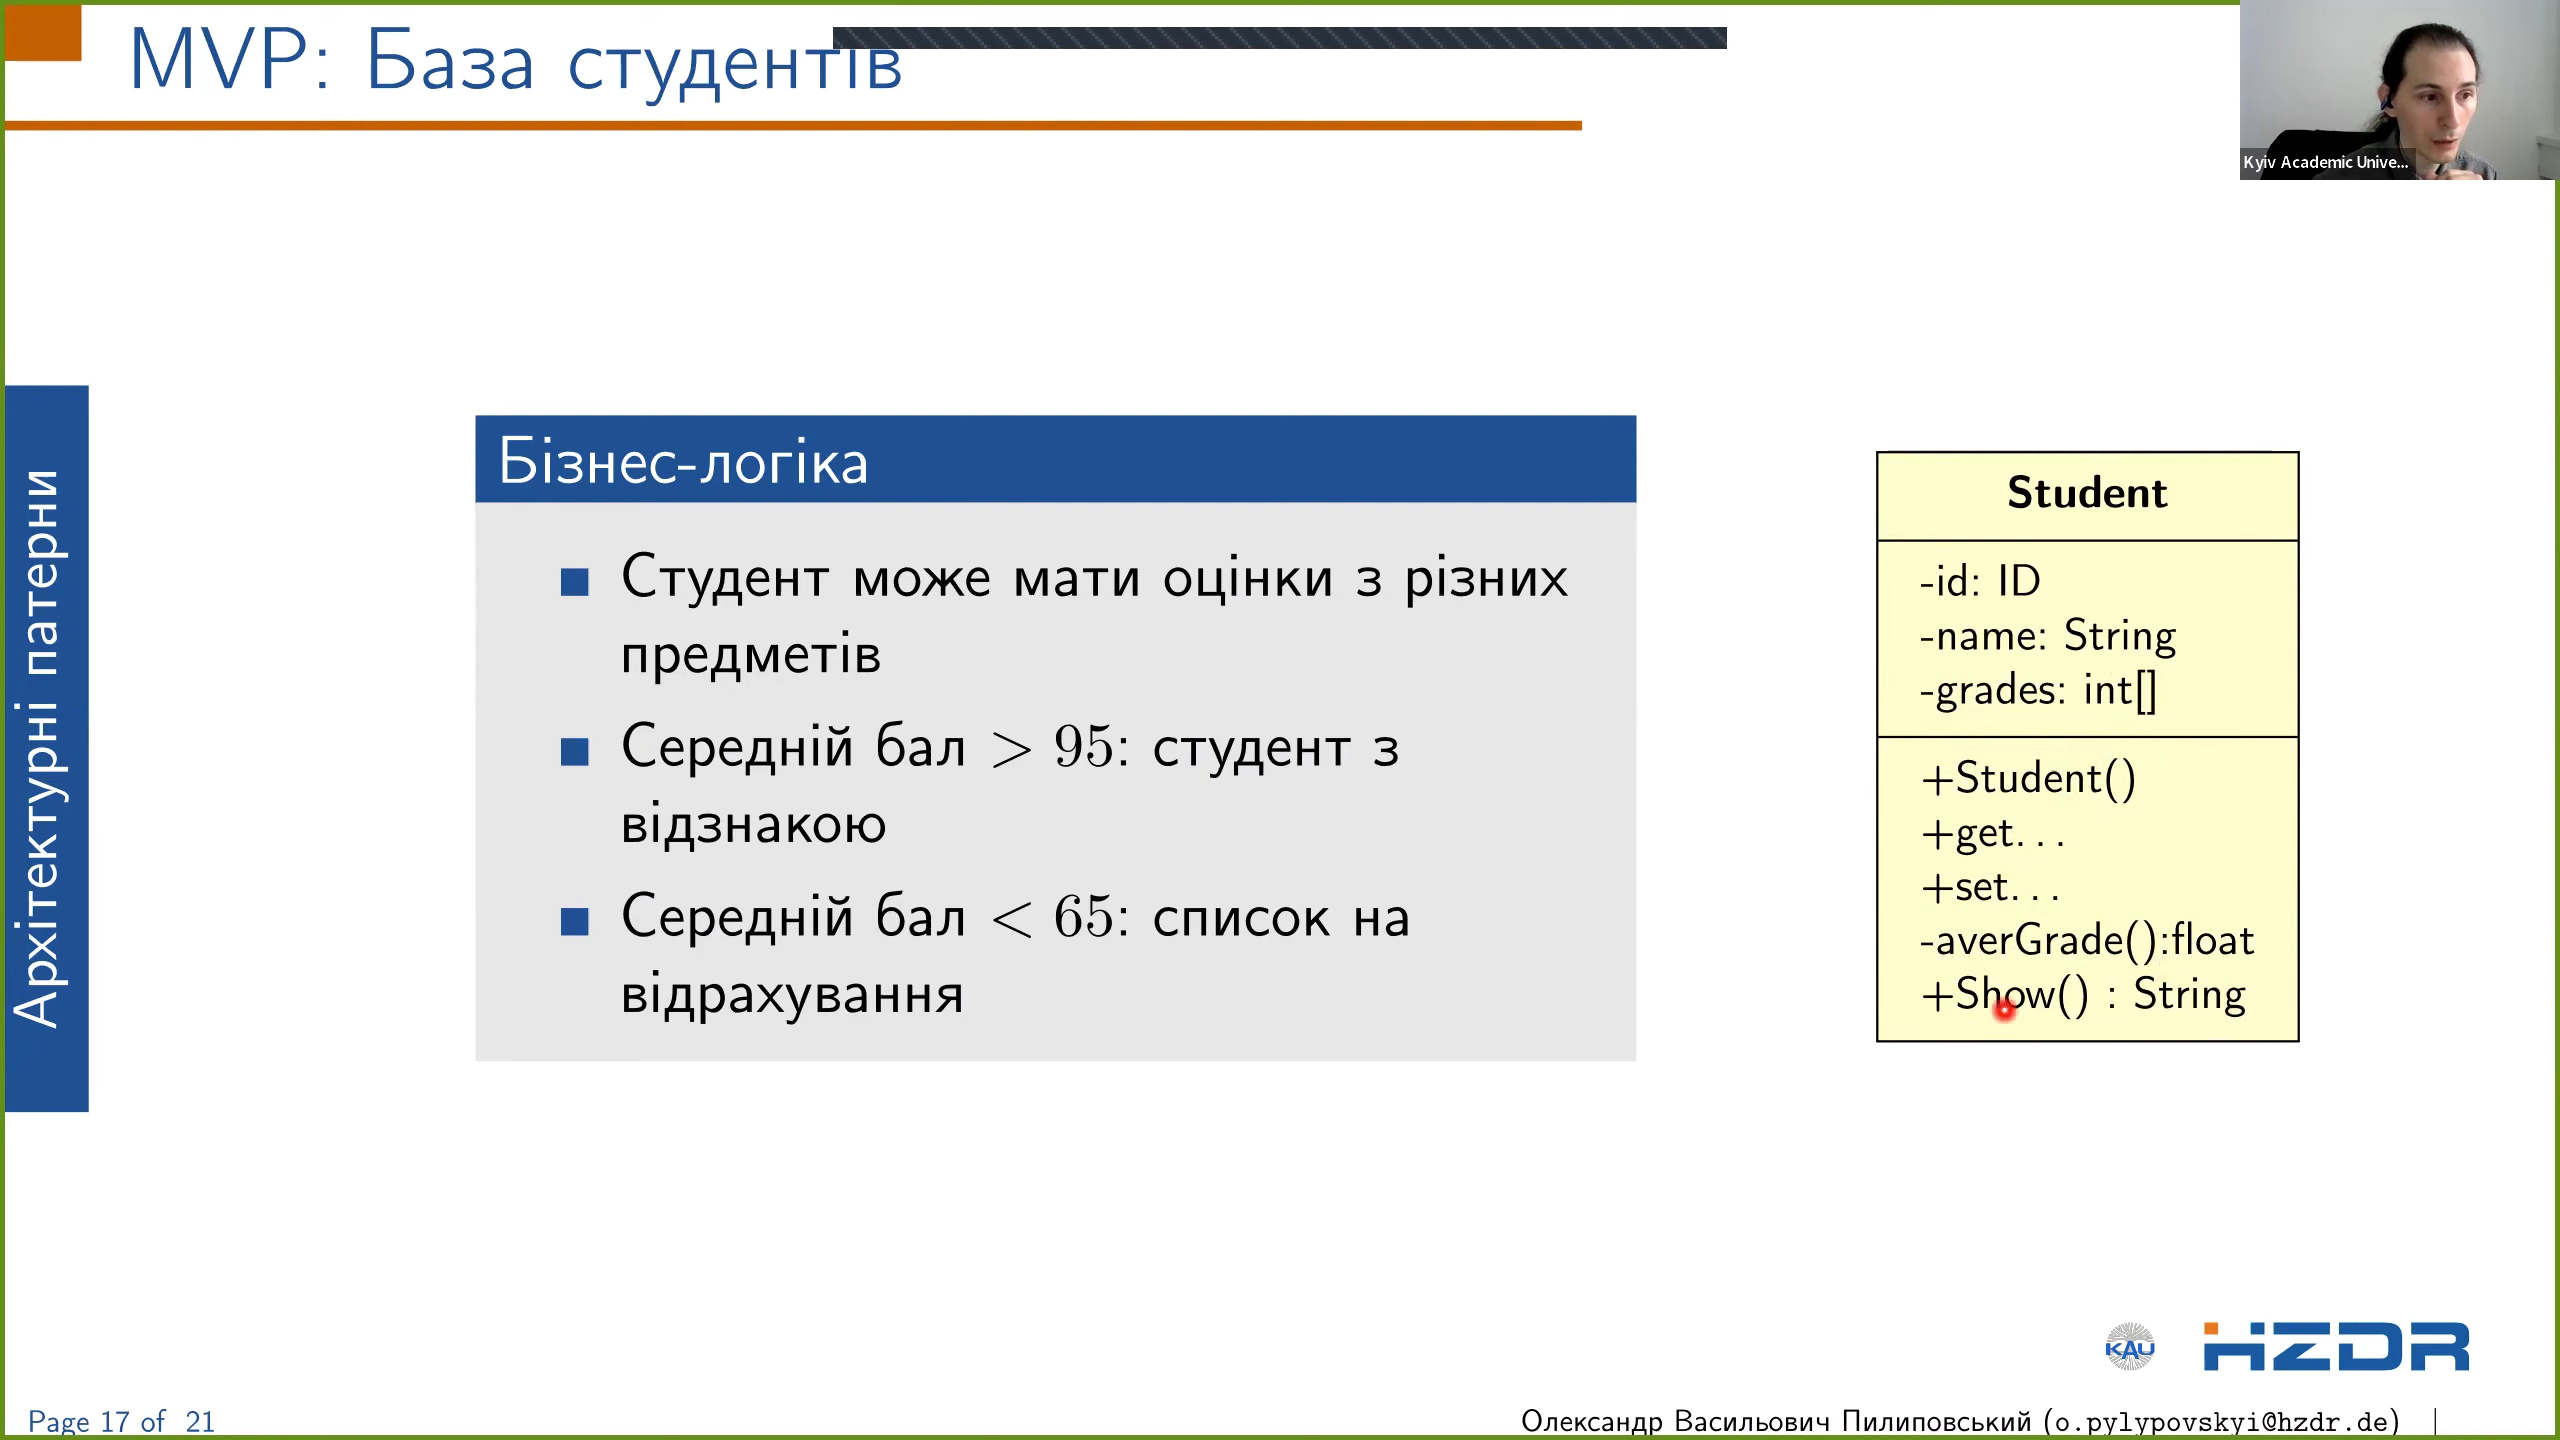 MVP: База студентів
Kyiv Academic Unive...
Архітектурні патерни
Бізнес-логіка
Студент може мати оцінки з різних
предметів
Середній бал > 95: студент з
відзнакою
Середній бал < 65: список на
відрахування
Student
-id: ID
-name: String
-grades: int[]
+Student()
+get...
+set...
-averGrade():float
+Show() : String
KAU
HZDR
Page 17 of 21
Олександр Васильович Пилиповський (o.pylypovskyi@hzdr.de) |